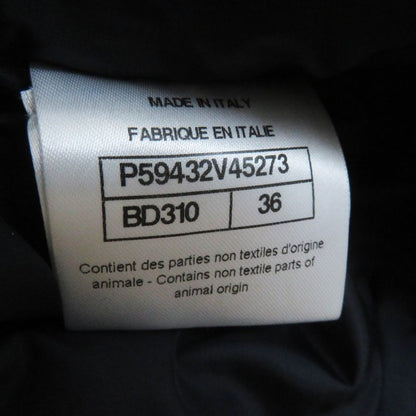 MADE IN ITALY
FABRIQUE EN ITALIE
P59432V45273
BD310 36
Contient des parties non textiles d'origine
animale - Contains non textile parts of
animal origin